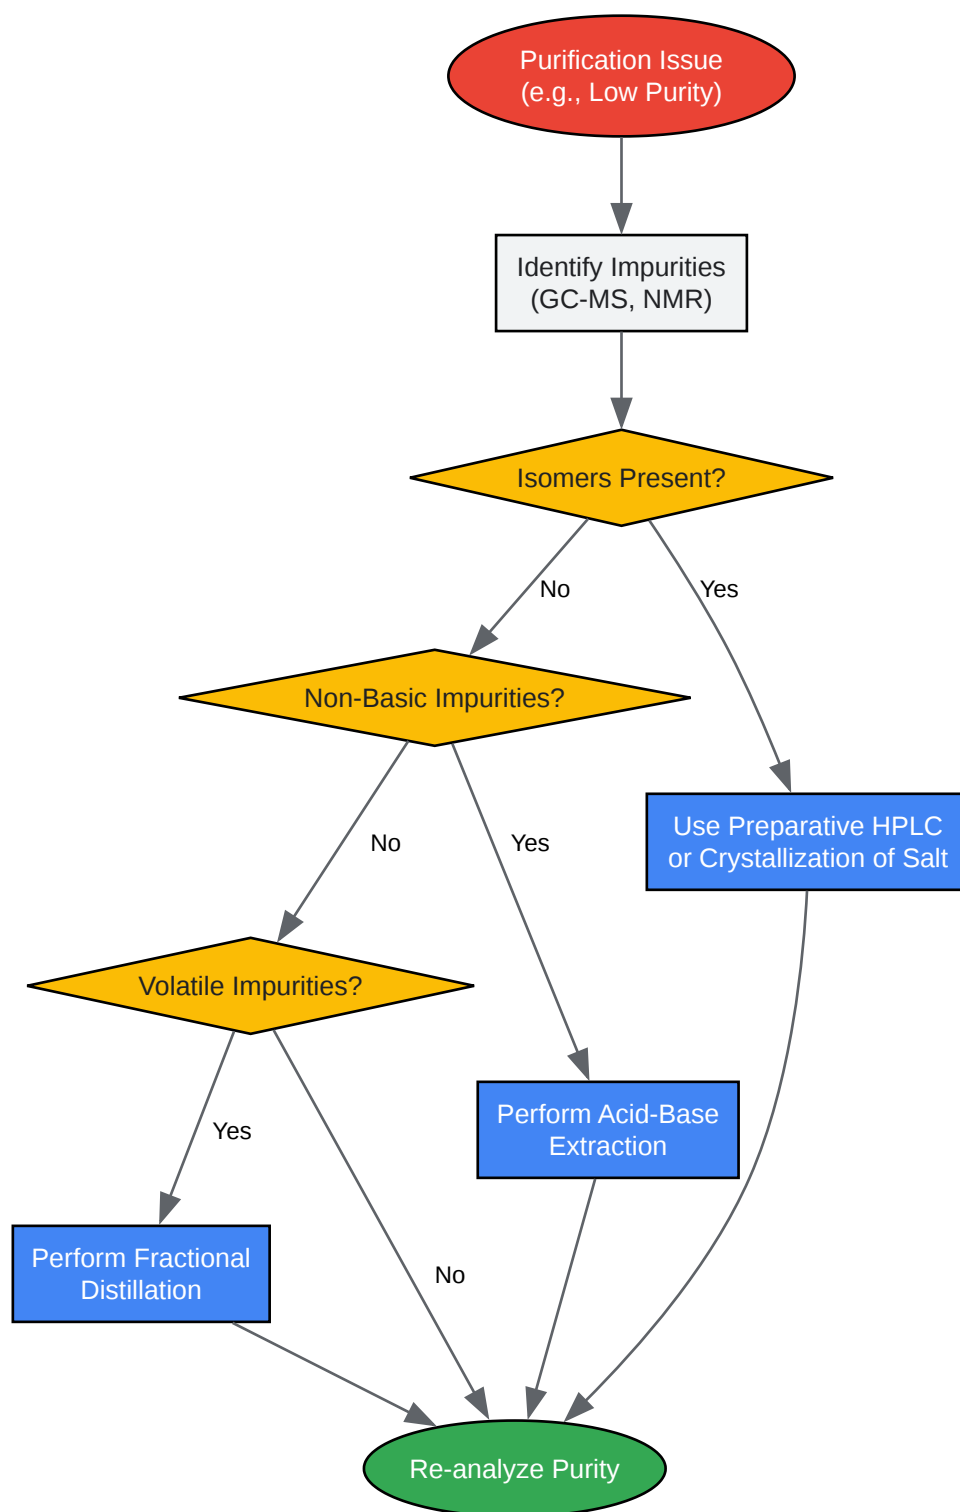 Purification Issue
(e.g., Low Purity)
Identify Impurities
(GC-MS, NMR)
Isomers Present?
No
Yes
Non-Basic Impurities?
Use Preparative HPLC
or Crystallization of Salt
No
Yes
Volatile Impurities?
Perform Acid-Base
Extraction
Yes
Perform Fractional
Distillation
No
Re-analyze Purity